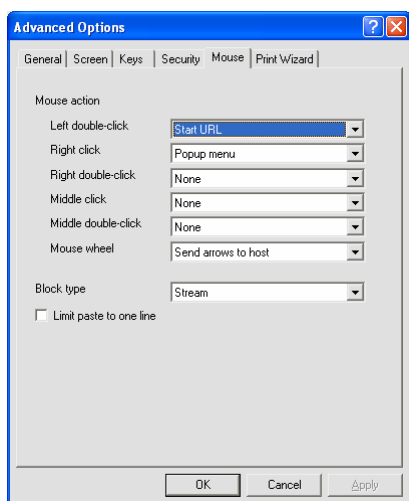 Advanced Options
General Screen Keys Security Mouse Print Wizard
Mouse action
Left double-click Start URL
Right click Popup menu
Right double-click None
Middle click None
Middle double-click None
Mouse wheel Send arrows to host
Block type Stream
Limit paste to one line
OK Cancel Apply